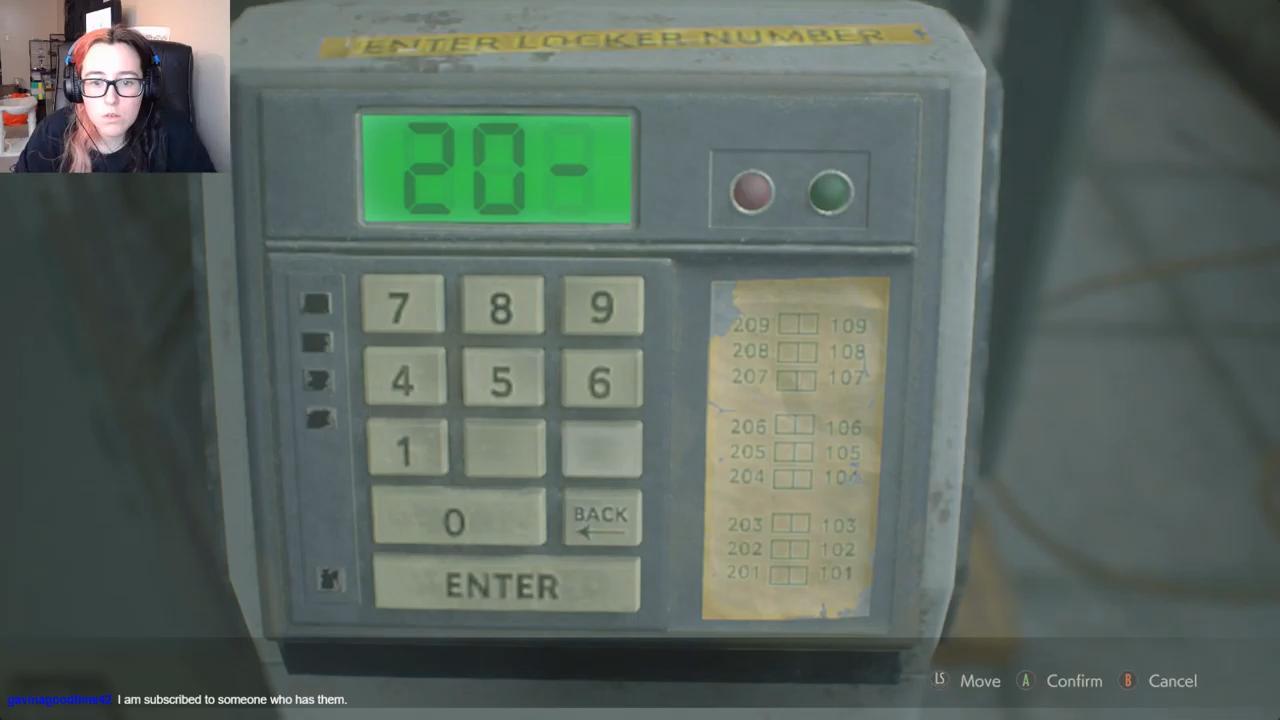 ENTER LOCKER NUMBER
20-
7 8 9
4 5 6
1
0 BACK
ENTER
209 109
208 108
207 107
206 106
205 105
204 104
203 103
202 102
201 101
LS Move A Confirm B Cancel
gavinagoodtime42 I am subscribed to someone who has them.